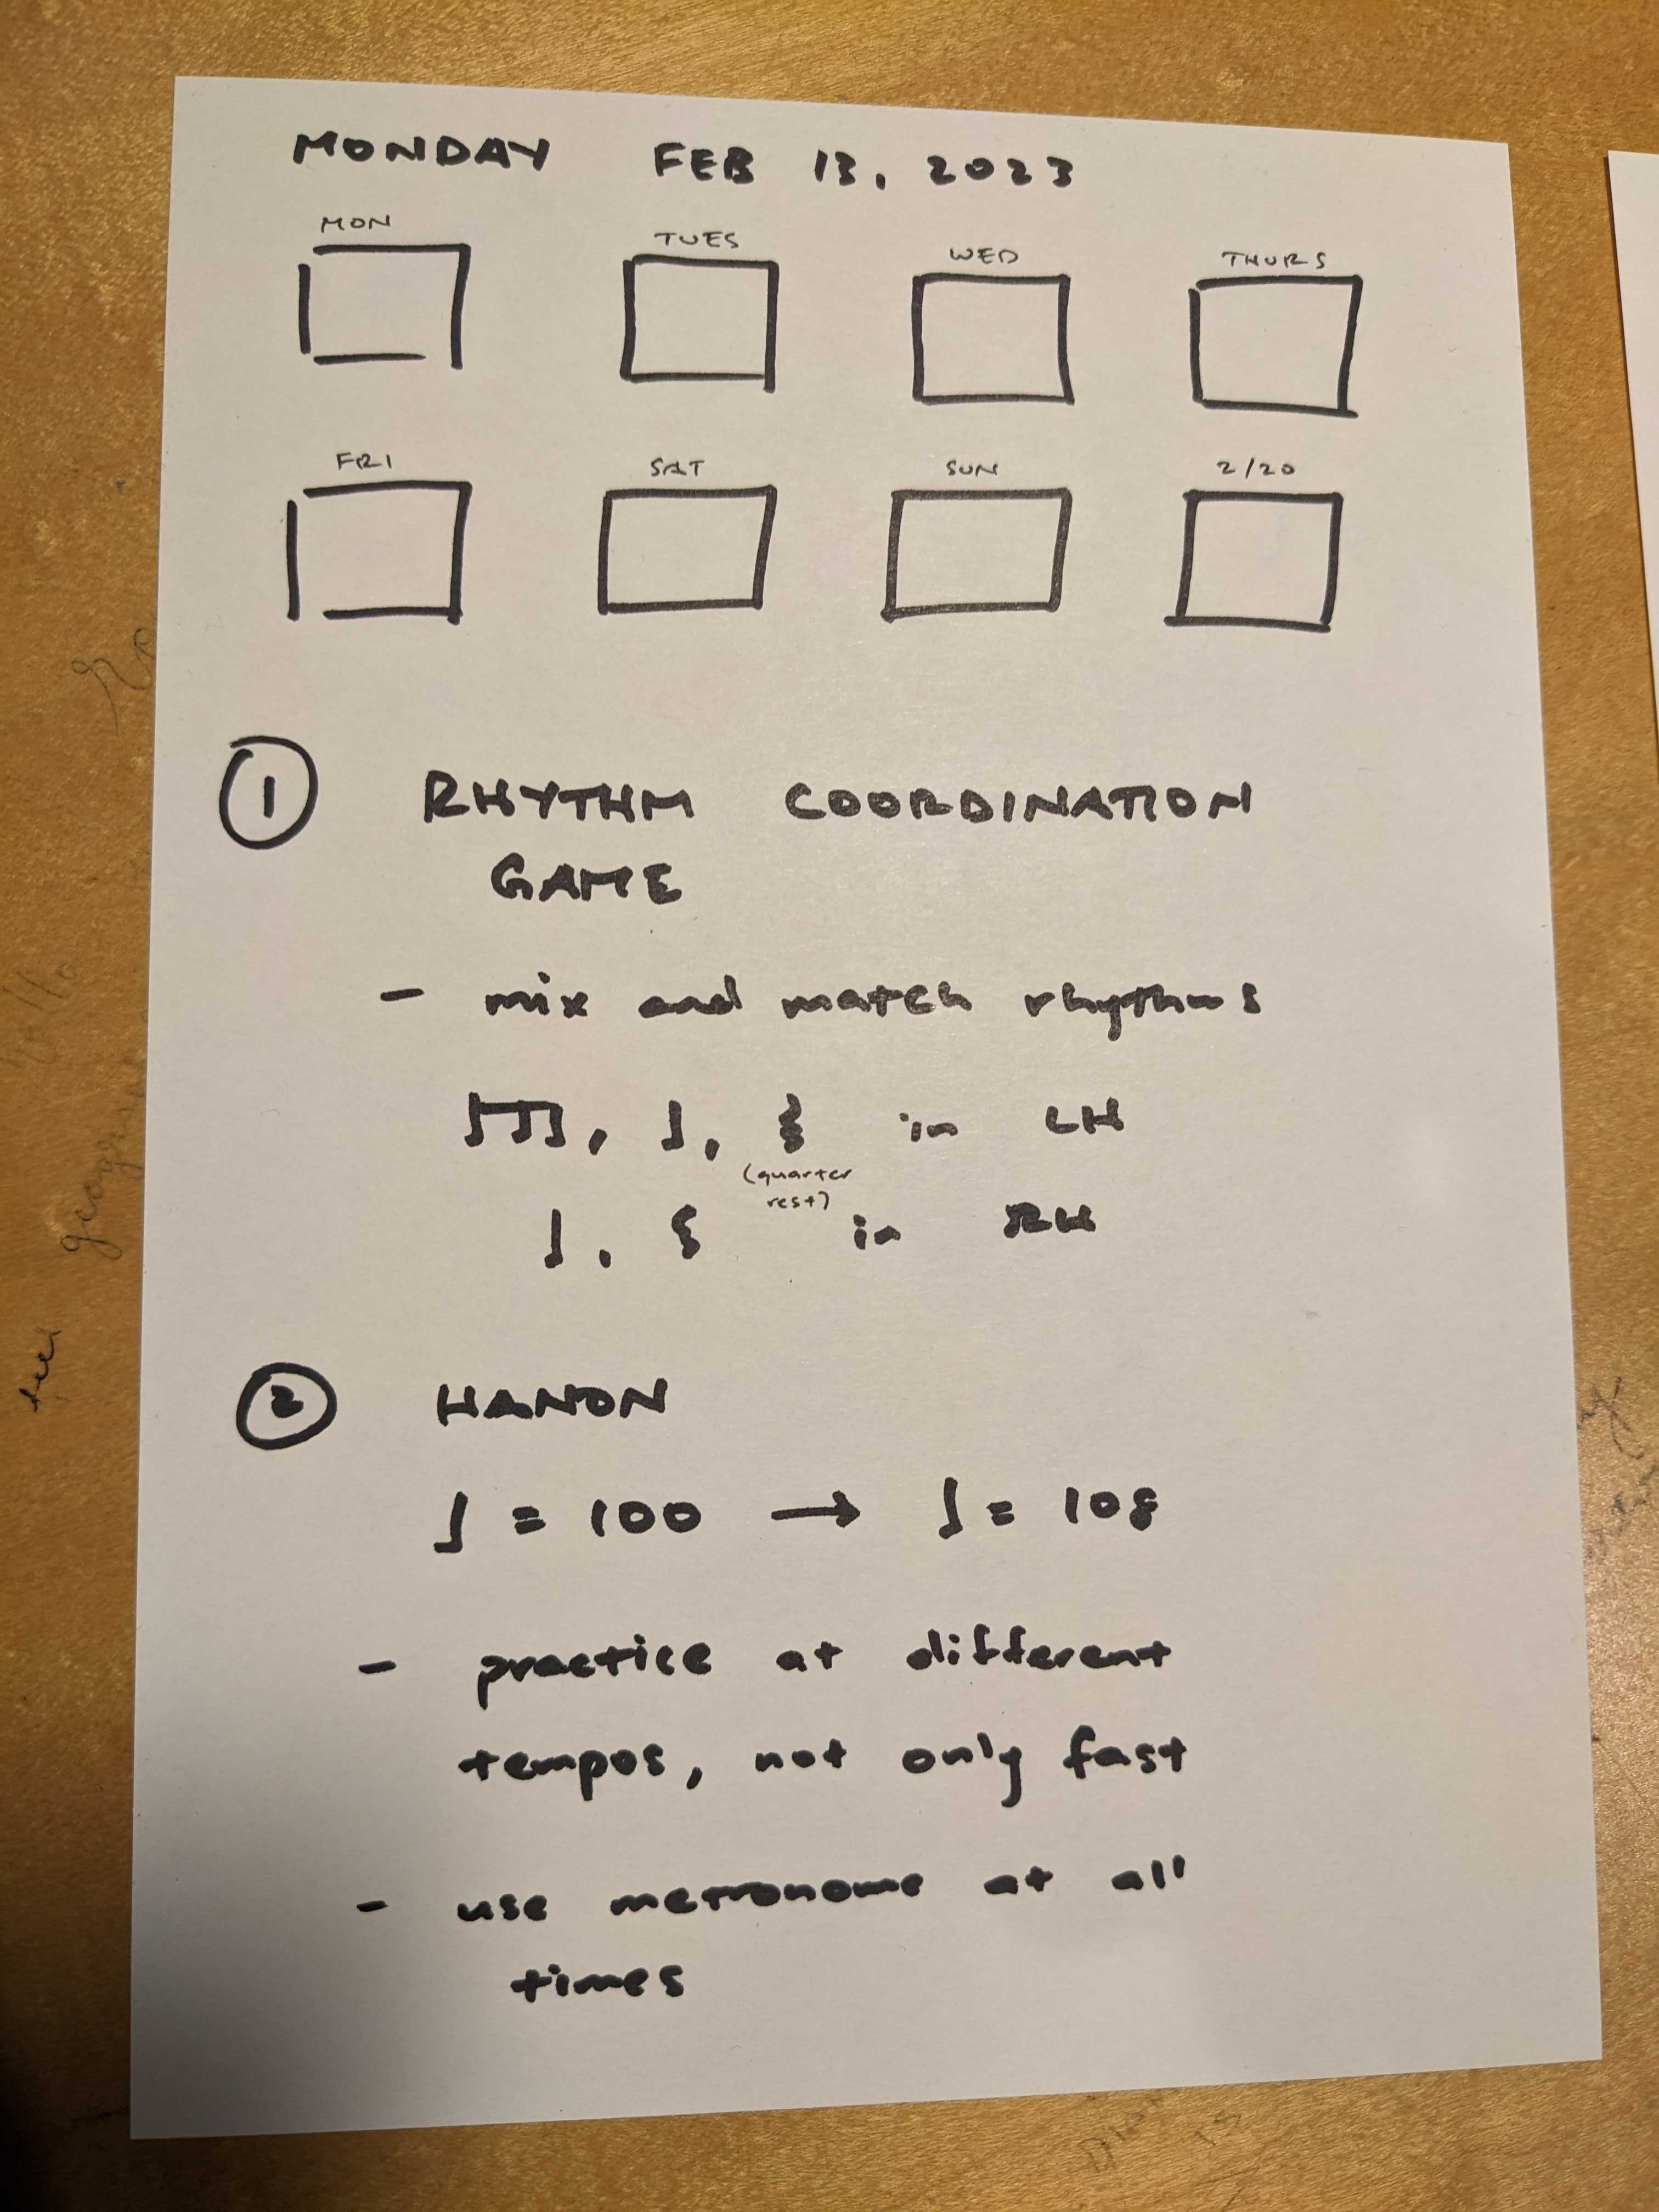 MONDAY FEB 13, 2023
MON TUES WED THURS
FRI SAT SUN 2/20
1 RHYTHM COORDINATION
GAME
- mix and match rhythms
♫♩, ♩, 𝄽 in LH
(quarter
rest)
♩, 𝄽 in RH
2 HANON
♩ = 100 → ♩ = 108
- practice at different
tempos, not only fast
- use metronome at all
times